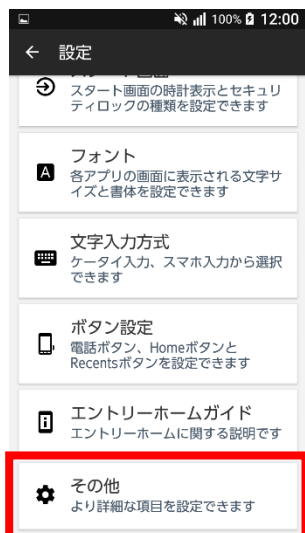 100% 12:00
設定
スタート画面
スタート画面の時計表示とセキュリ
ティロックの種類を設定できます
A
フォント
各アプリの画面に表示される文字サ
イズと書体を設定できます
文字入力方式
ケータイ入力、スマホ入力から選択
できます
ボタン設定
電話ボタン、Homeボタンと
Recentsボタンを設定できます
エントリーホームガイド
エントリーホームに関する説明です
その他
より詳細な項目を設定できます